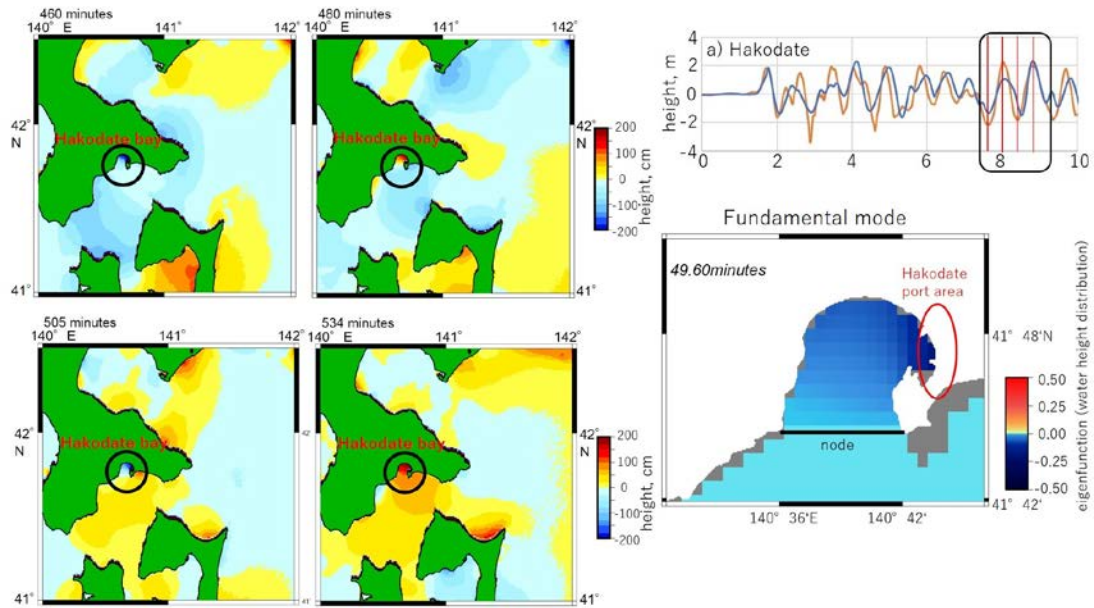 460 minutes
140° E
141°
42°
N
41°
Hakodate bay
480 minutes
140° E
141°
142°
Hakodate bay
200
100
0
-100
-200
height, cm
505 minutes
140° E
141°
42°
N
41°
Hakodate bay
534 minutes
140° E
141°
142°
42°
41°
Hakodate bay
200
100
0
-100
-200
height, cm
a) Hakodate
height, m
4
2
0
-2
-4
0
2
4
6
8
10
Fundamental mode
49.60minutes
Hakodate
port area
node
41° 48'N
41° 42'
140° 36'E
140° 42'
0.50
0.25
0.00
-0.25
-0.50
eigenfunction (water height distribution)